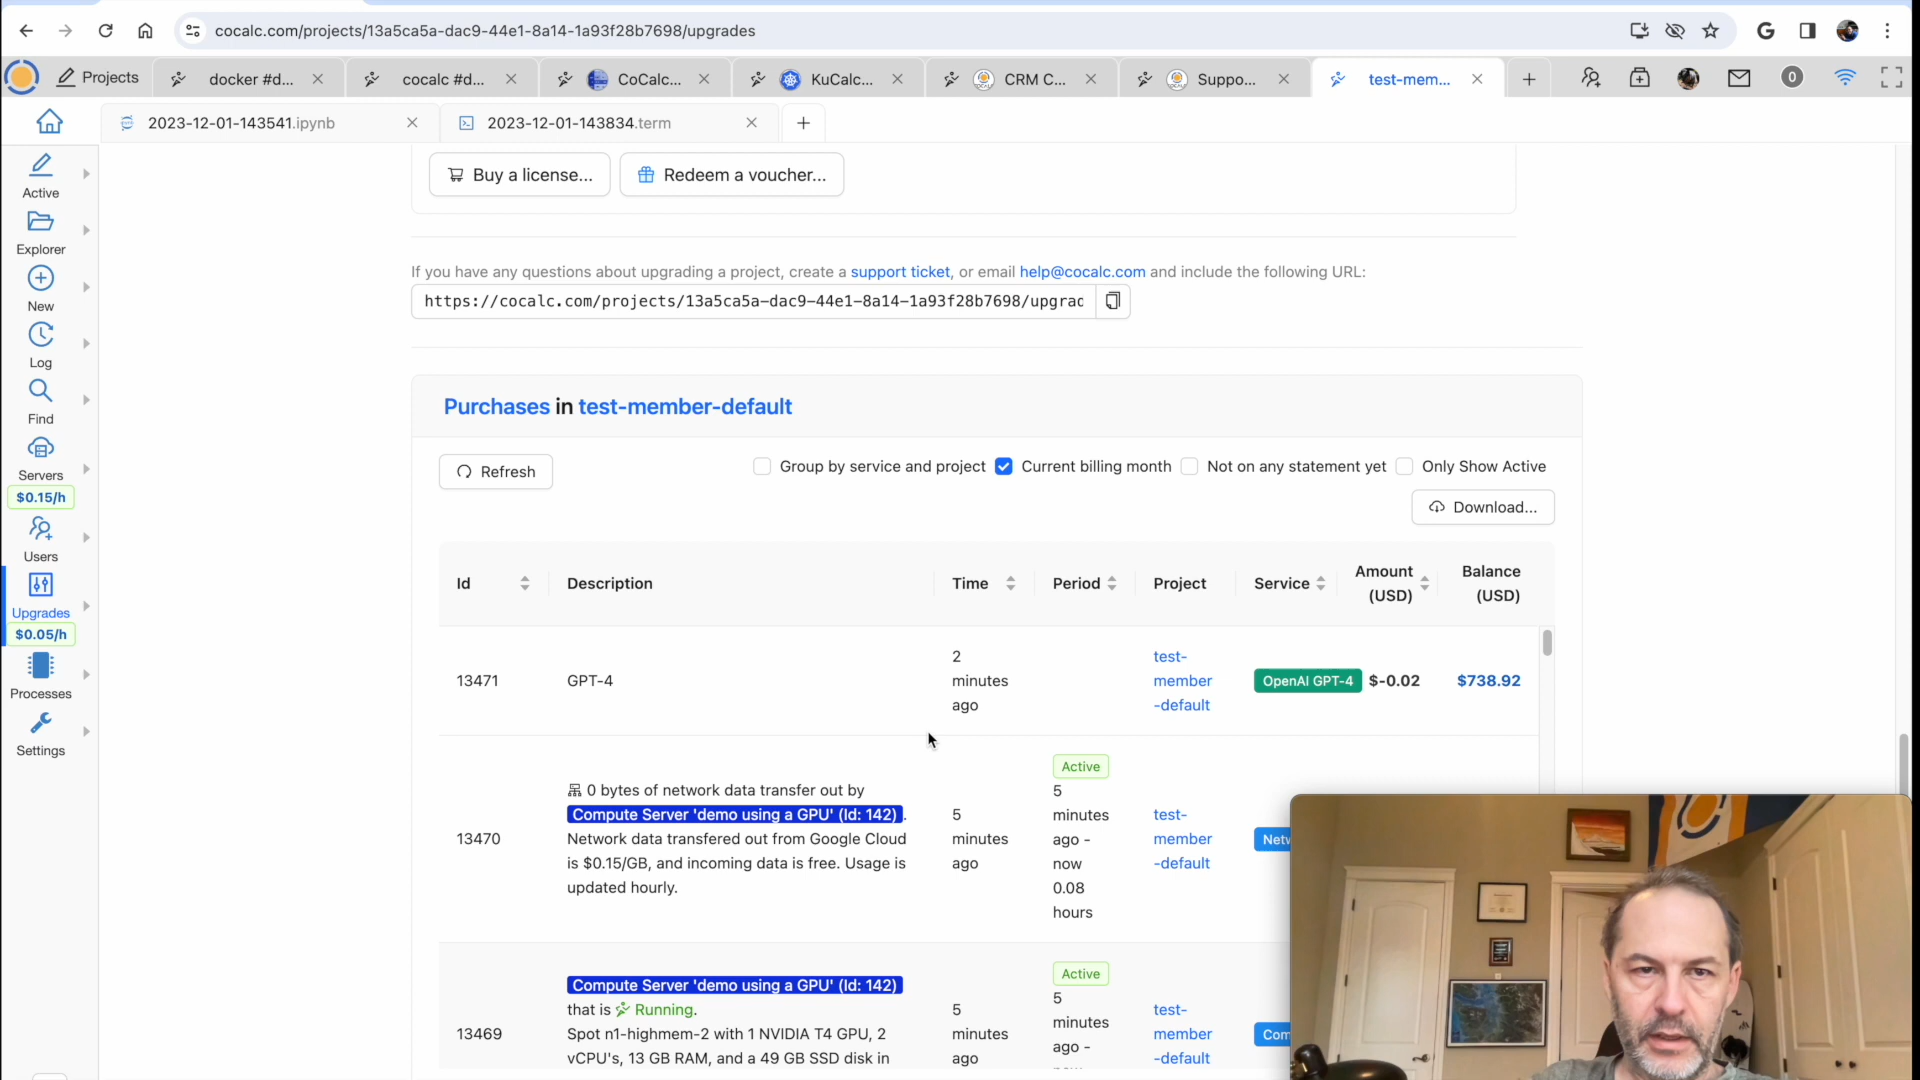 cocalc.com/projects/13a5ca5a-dac9-44e1-8a14-1a93f28b7698/upgrades
Projects
docker #d...
cocalc #d...
CoCalc...
KuCalc...
CRM C...
Suppo...
test-mem...
0
2023-12-01-143541.ipynb
2023-12-01-143834.term
Active
Explorer
New
Log
Find
Servers
$0.15/h
Users
Upgrades
$0.05/h
Processes
Settings
Buy a license...
Redeem a voucher...
If you have any questions about upgrading a project, create a support ticket, or email help@cocalc.com and include the following URL:
https://cocalc.com/projects/13a5ca5a-dac9-44e1-8a14-1a93f28b7698/upgrad
Purchases in test-member-default
Refresh
Group by service and project
Current billing month
Not on any statement yet
Only Show Active
Download...
Id
Description
Time
Period
Project
Service
Amount
(USD)
Balance
(USD)
13471
GPT-4
2
minutes
ago
test-
member
-default
OpenAI GPT-4
$-0.02
$738.92
13470
0 bytes of network data transfer out by
Compute Server 'demo using a GPU' (Id: 142).
Network data transfered out from Google Cloud
is $0.15/GB, and incoming data is free. Usage is
updated hourly.
5
minutes
ago
Active
5
minutes
ago -
now
0.08
hours
test-
member
-default
Netw
13469
Compute Server 'demo using a GPU' (Id: 142)
that is Running.
Spot n1-highmem-2 with 1 NVIDIA T4 GPU, 2
vCPU's, 13 GB RAM, and a 49 GB SSD disk in
5
minutes
ago
Active
5
minutes
ago -
test-
member
-default
Com